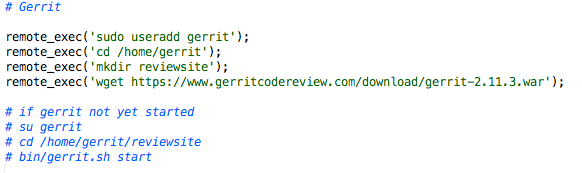 # Gerrit
remote_exec('sudo useradd gerrit');
remote_exec('cd /home/gerrit');
remote_exec('mkdir reviewsite');
remote_exec('wget https://www.gerritcodereview.com/download/gerrit-2.11.3.war');
# if gerrit not yet started
# su gerrit
# cd /home/gerrit/reviewsite
# bin/gerrit.sh start